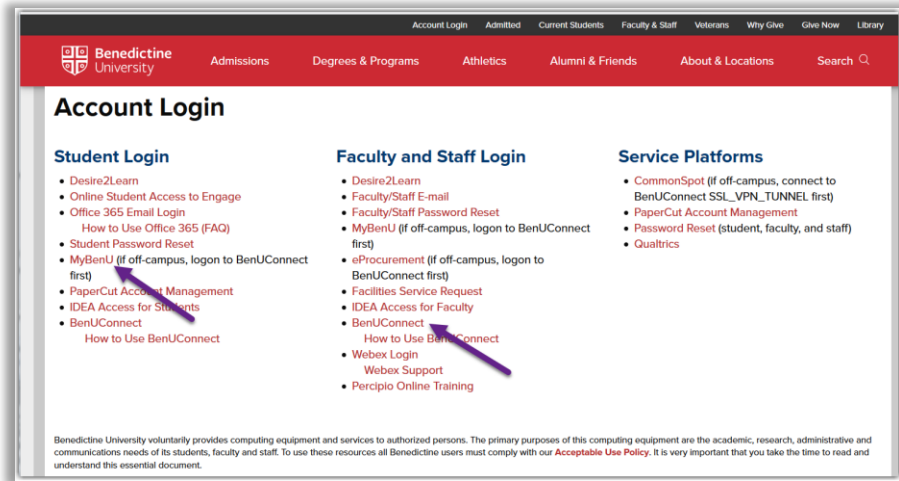 Account Login Admitted Current Students Faculty & Staff Veterans Why Give Give Now Library
Benedictine
University
Admissions Degrees & Programs Athletics Alumni & Friends About & Locations Search
Account Login
Student Login
• Desire2Learn
• Online Student Access to Engage
• Office 365 Email Login
How to Use Office 365 (FAQ)
• Student Password Reset
• MyBenU (if off-campus, logon to BenUConnect
first)
• PaperCut Account Management
• IDEA Access for Students
• BenUConnect
How to Use BenUConnect
Faculty and Staff Login
• Desire2Learn
• Faculty/Staff E-mail
• Faculty/Staff Password Reset
• MyBenU (if off-campus, logon to BenUConnect
first)
• eProcurement (if off-campus, logon to
BenUConnect first)
• Facilities Service Request
• IDEA Access for Faculty
• BenUConnect
How to Use BenUConnect
• Webex Login
Webex Support
• Percipio Online Training
Service Platforms
• CommonSpot (if off-campus, connect to
BenUConnect SSL_VPN_TUNNEL first)
• PaperCut Account Management
• Password Reset (student, faculty, and staff)
• Qualtrics
Benedictine University voluntarily provides computing equipment and services to authorized persons. The primary purposes of this computing equipment are the academic, research, administrative and
communications needs of its students, faculty and staff. To use these resources all Benedictine users must comply with our Acceptable Use Policy. It is very important that you take the time to read and
understand this essential document.